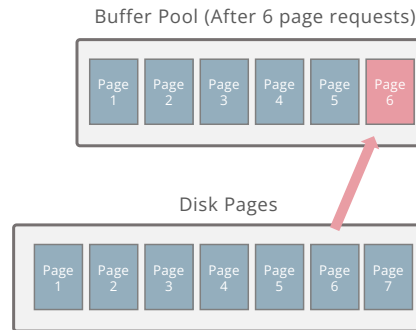 Buffer Pool (After 6 page requests)
Page Page Page Page Page Page
1 2 3 4 5 6
Disk Pages
Page Page Page Page Page Page Page
1 2 3 4 5 6 7